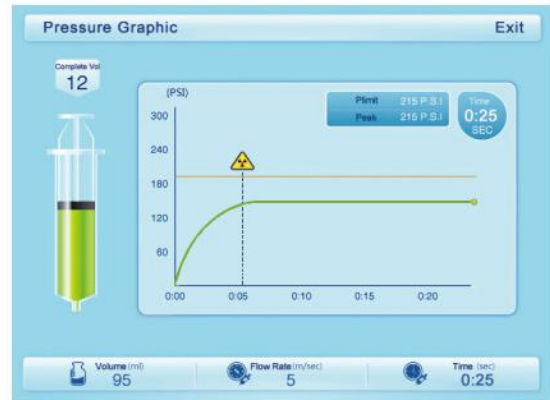 Pressure Graphic
Exit
Complete Vol
12
(PSI)
300
240
180
120
60
0:00 0:05 0:10 0:15 0:20
Plimit 215 P.S.I
Peak 215 P.S.I
Time
0:25
SEC
Volume (ml)
95
Flow Rate (m/sec)
5
Time (sec)
0:25